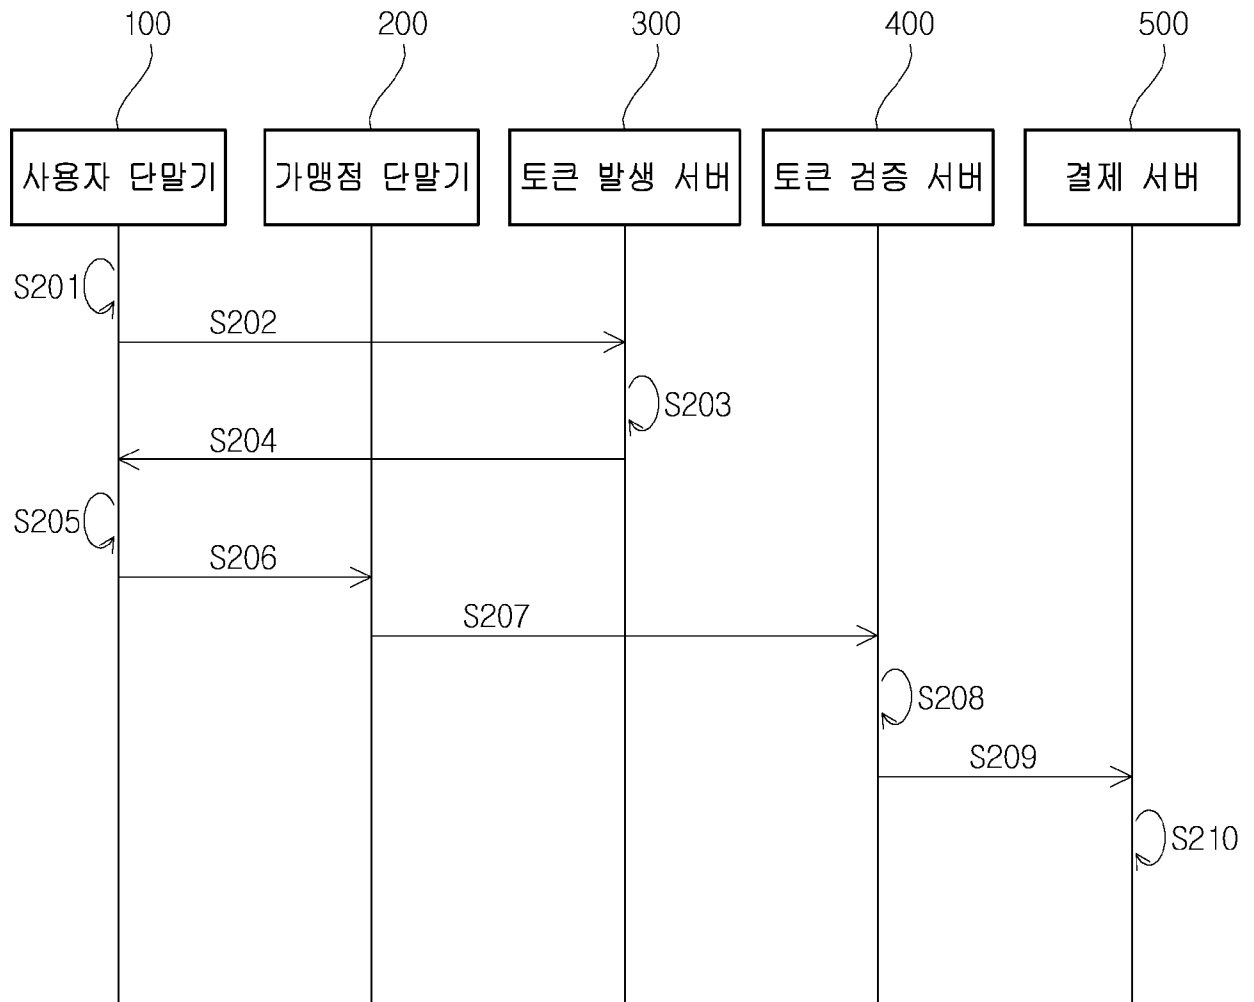 100
200
300
400
500
사용자 단말기
가맹점 단말기
토큰 발생 서버
토큰 검증 서버
결제 서버
S201
S202
S203
S204
S205
S206
S207
S208
S209
S210